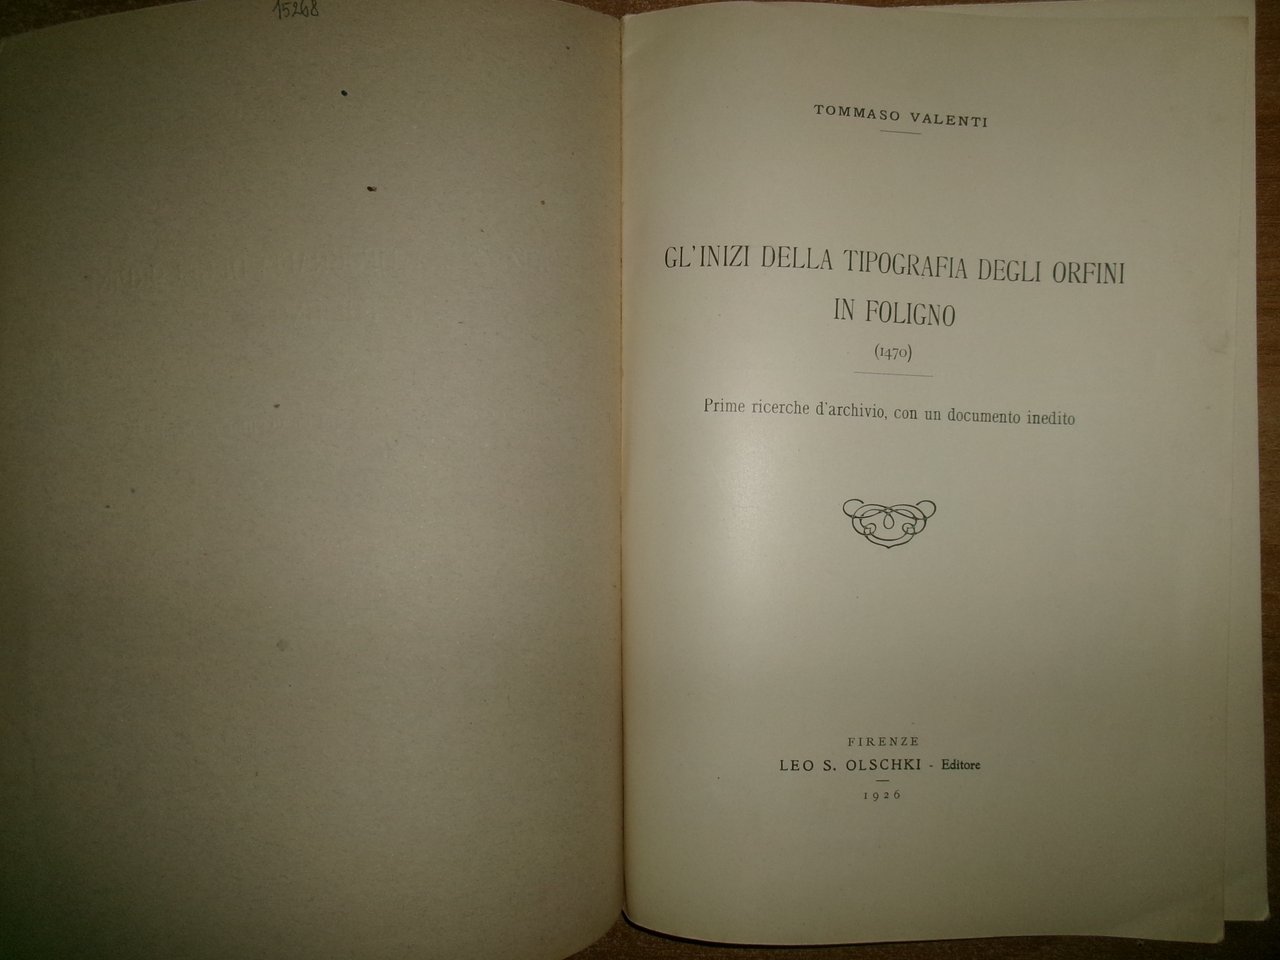 15268
TOMMASO VALENTI
GL'INIZI DELLA TIPOGRAFIA DEGLI ORFINI
IN FOLIGNO
(1470)
Prime ricerche d'archivio, con un documento inedito
FIRENZE
LEO S. OLSCHKI - Editore
1926